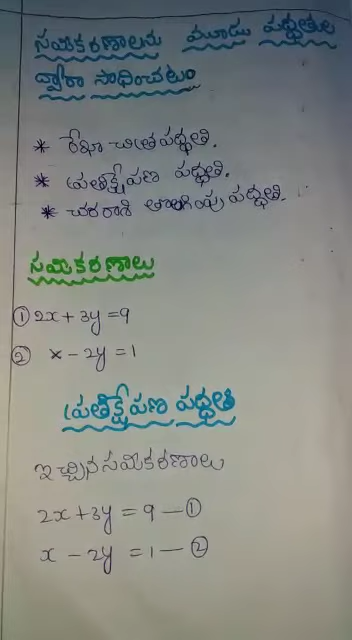 సమీకరణాలను మూడు పద్ధతుల
ద్వారా సాధించటం
* రేఖా చిత్ర పద్ధతి.
* ప్రతిక్షేపణ పద్ధతి.
* చరరాశి తొలగింపు పద్ధతి.
సమీకరణాలు
① 2x + 3y = 9
② x - 2y = 1
ప్రతిక్షేపణ పద్ధతి
ఇచ్చిన సమీకరణాలు
2x + 3y = 9 — ①
x - 2y = 1 — ②